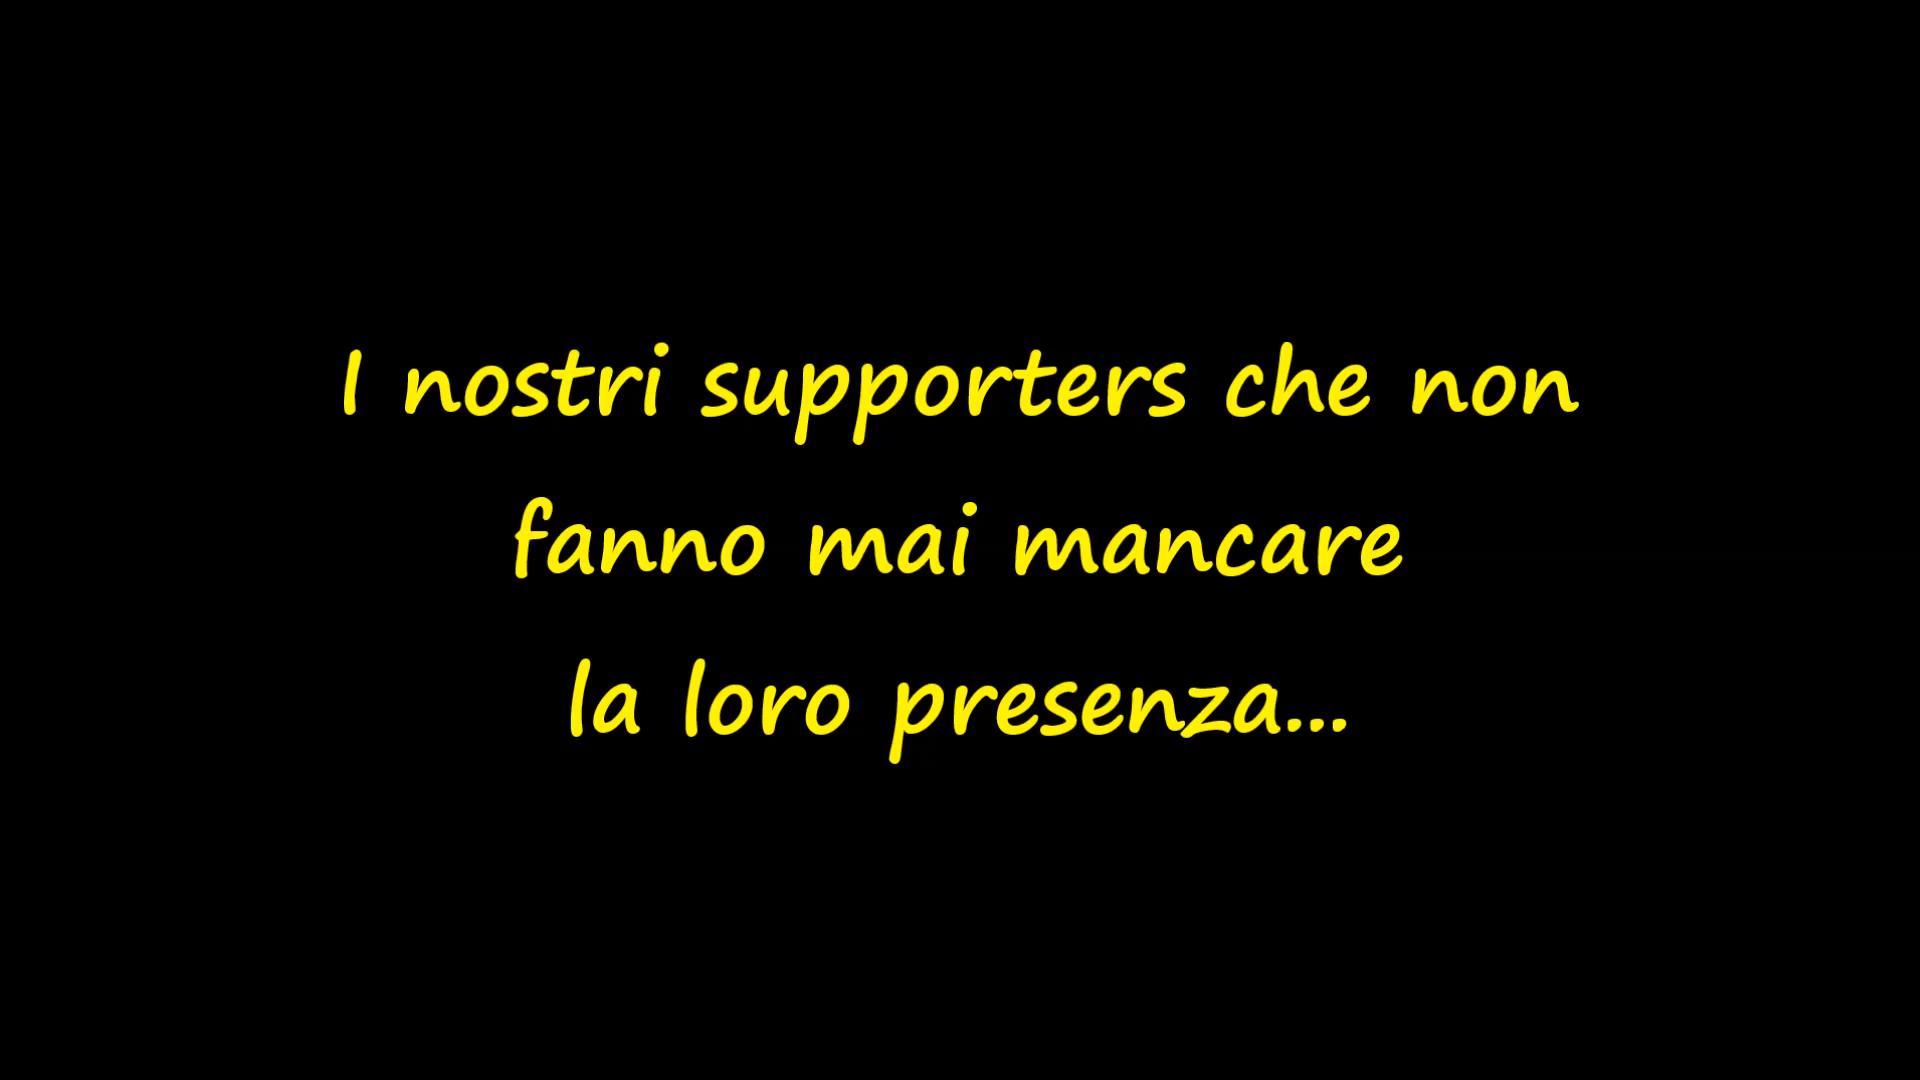 I nostri supporters che non
fanno mai mancare
la loro presenza...